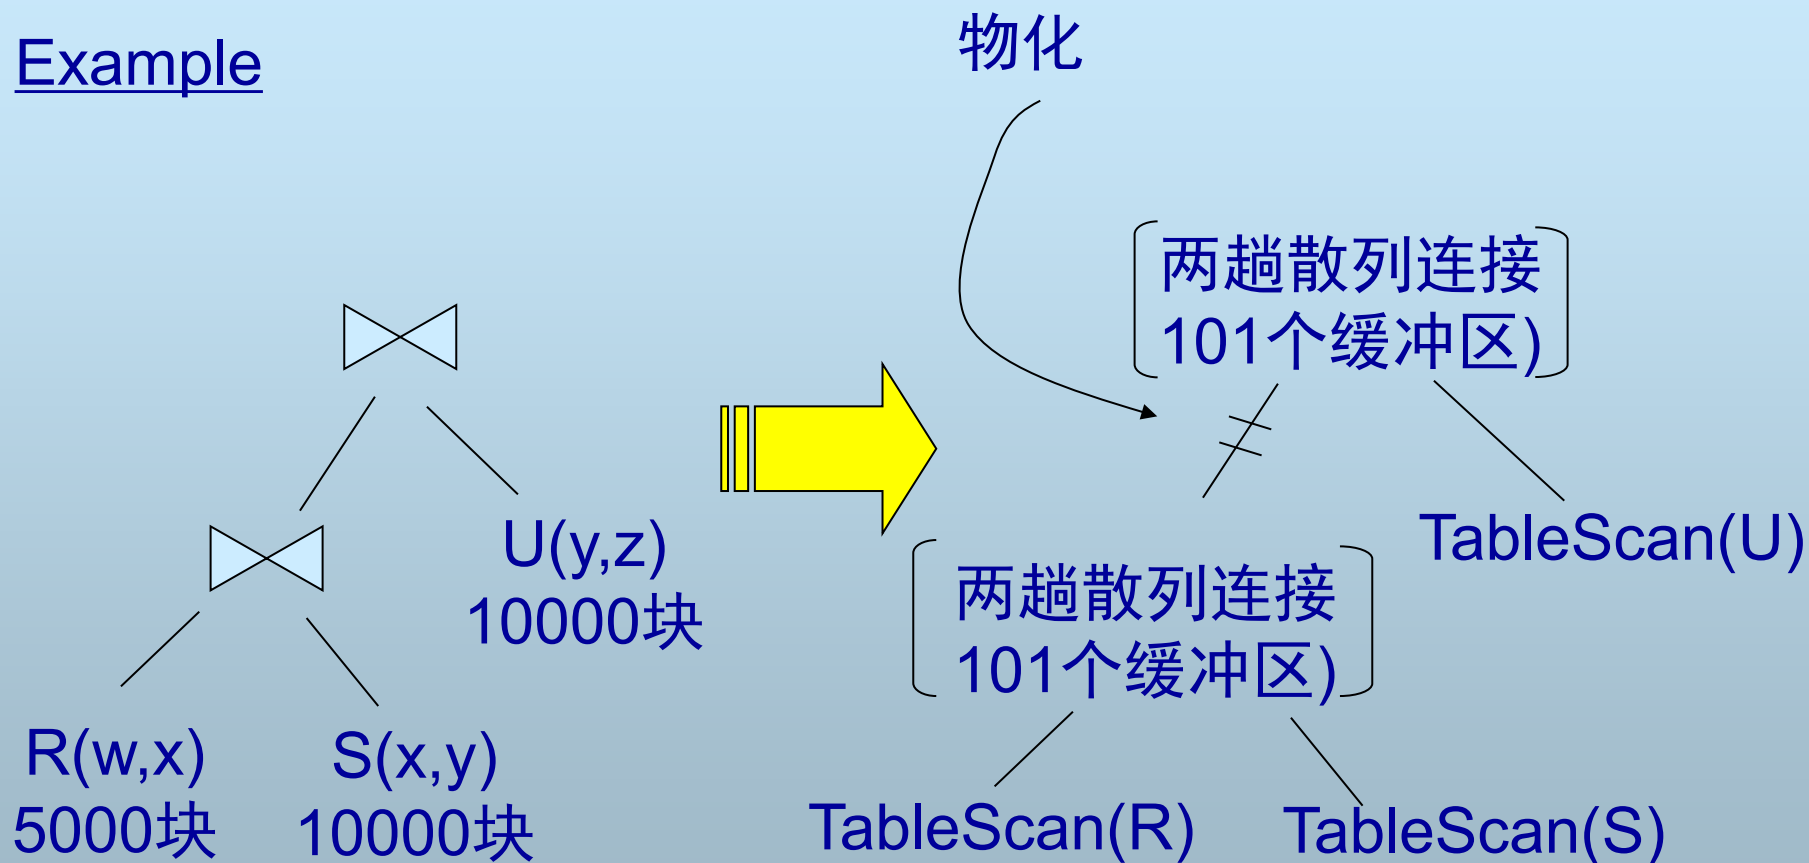 Example
物化
两趟散列连接
101个缓冲区)
U(y,z)
10000块
TableScan(U)
两趟散列连接
101个缓冲区)
R(w,x)
5000块
S(x,y)
10000块
TableScan(R)
TableScan(S)